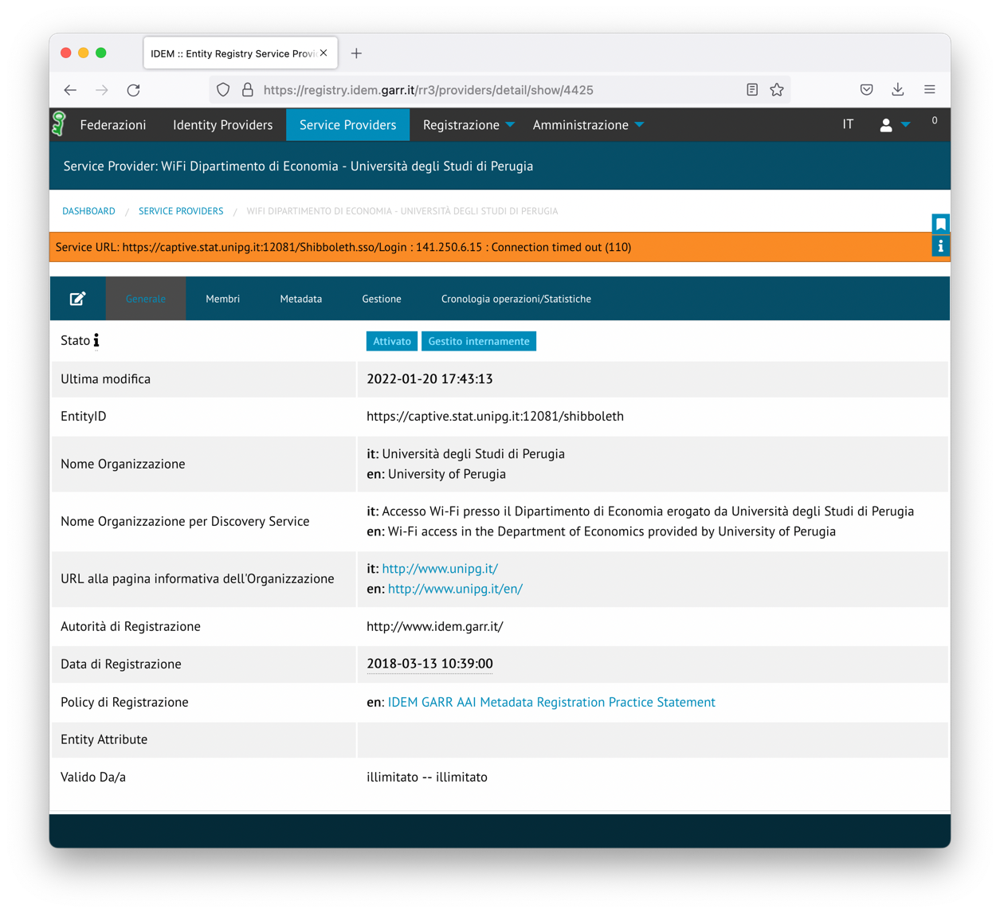 IDEM :: Entity Registry Service Provi
https://registry.idem.garr.it/rr3/providers/detail/show/4425
Federazioni Identity Providers Service Providers Registrazione Amministrazione IT 0
Service Provider: WiFi Dipartimento di Economia - Università degli Studi di Perugia
DASHBOARD / SERVICE PROVIDERS / WIFI DIPARTIMENTO DI ECONOMIA - UNIVERSITÀ DEGLI STUDI DI PERUGIA
Service URL: https://captive.stat.unipg.it:12081/Shibboleth.sso/Login : 141.250.6.15 : Connection timed out (110)
Generale Membri Metadata Gestione Cronologia operazioni/Statistiche
Stato Attivato Gestito internamente
Ultima modifica 2022-01-20 17:43:13
EntityID https://captive.stat.unipg.it:12081/shibboleth
Nome Organizzazione
it: Università degli Studi di Perugia
en: University of Perugia
Nome Organizzazione per Discovery Service
it: Accesso Wi-Fi presso il Dipartimento di Economia erogato da Università degli Studi di Perugia
en: Wi-Fi access in the Department of Economics provided by University of Perugia
URL alla pagina informativa dell'Organizzazione
it: http://www.unipg.it/
en: http://www.unipg.it/en/
Autorità di Registrazione http://www.idem.garr.it/
Data di Registrazione 2018-03-13 10:39:00
Policy di Registrazione en: IDEM GARR AAI Metadata Registration Practice Statement
Entity Attribute
Valido Da/a illimitato -- illimitato